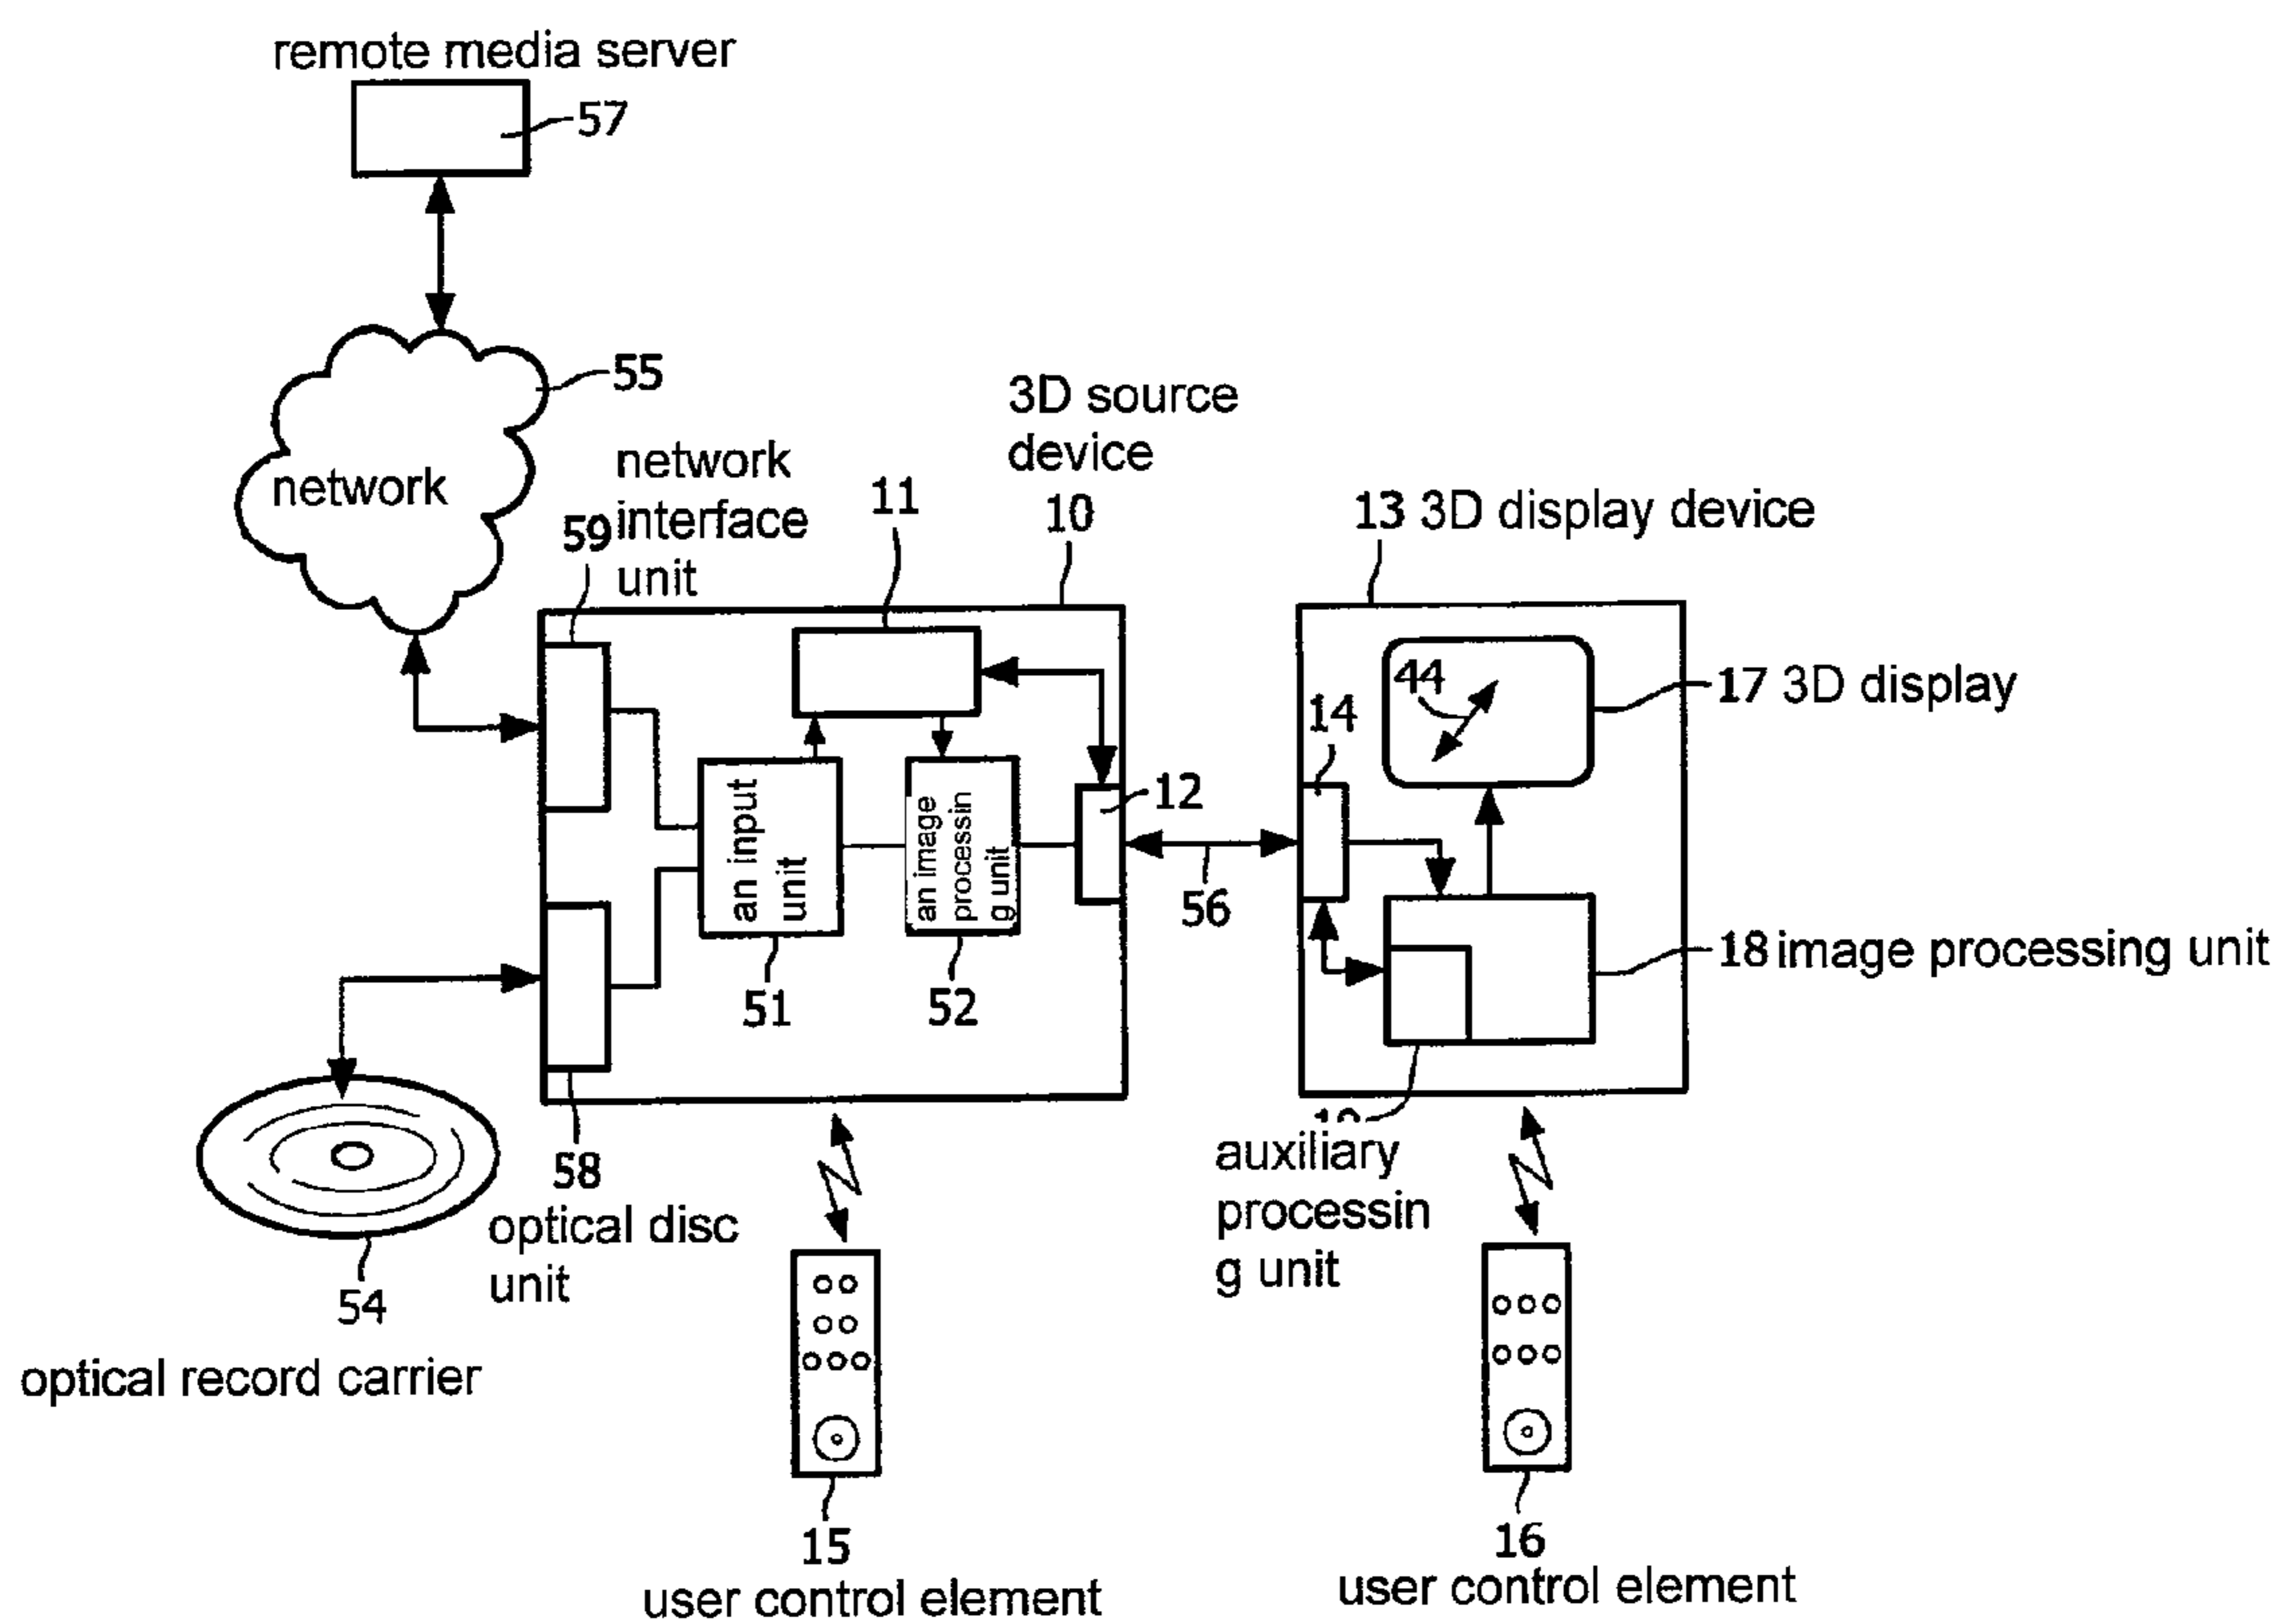 remote media server
57
55
network
network
interface
unit
59
11
3D source
device
10
13 3D display device
44
17 3D display
14
12
an input
unit
an image
processin
g unit
56
18 image processing unit
51
52
58
optical disc
unit
54
optical record carrier
auxiliary
processin
g unit
15
user control element
16
user control element